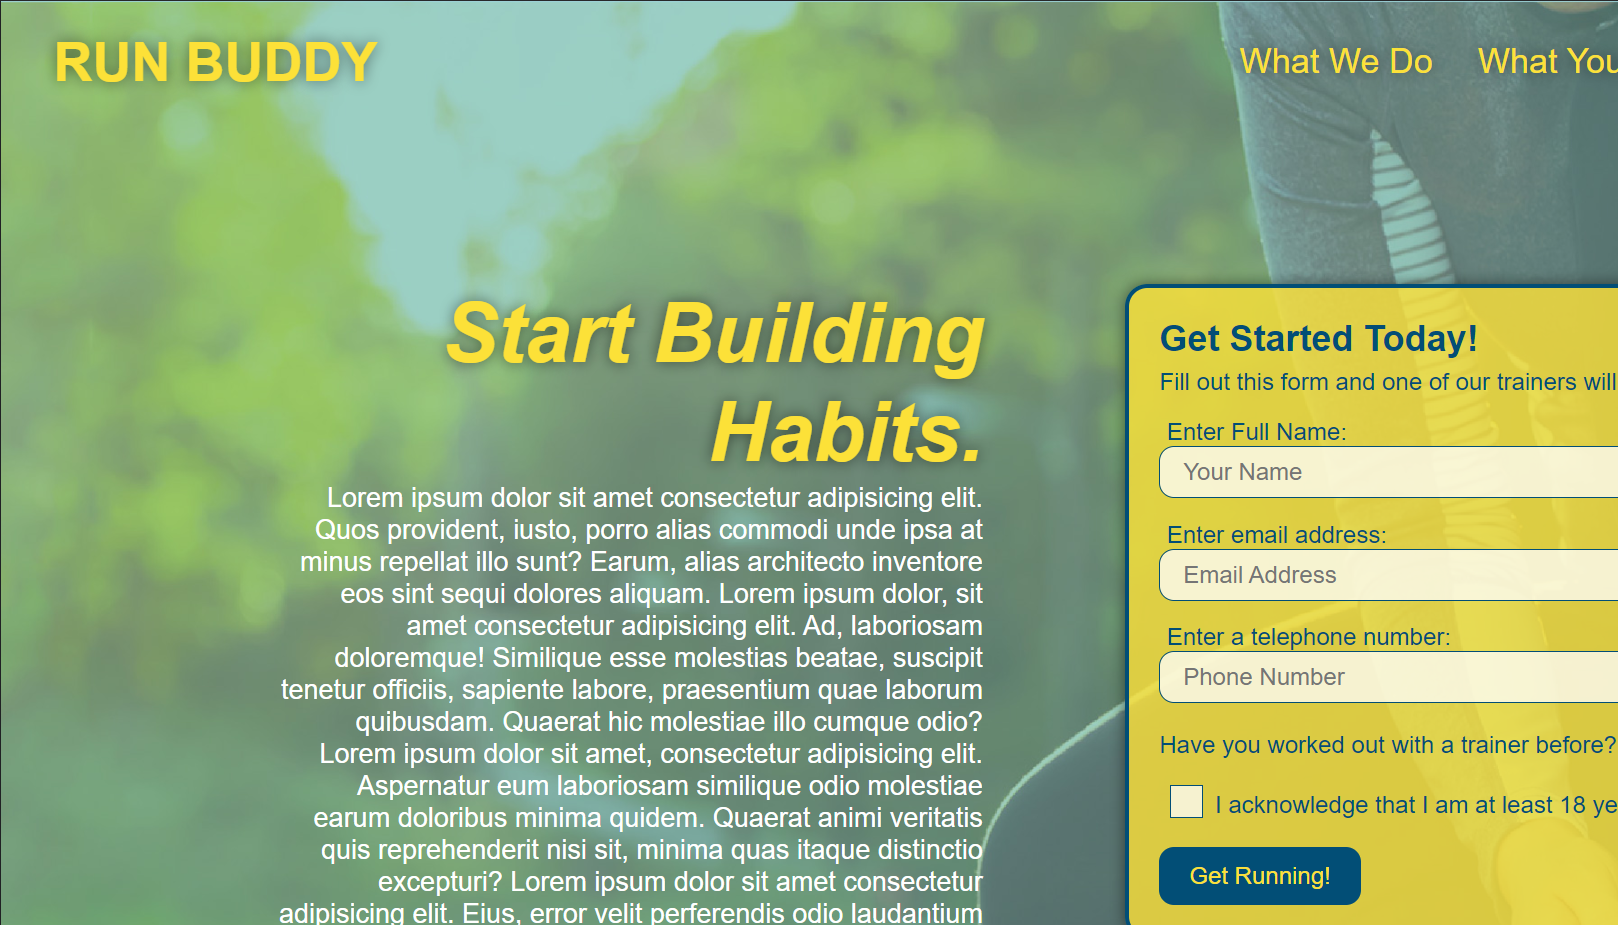 RUN BUDDY
What We Do What You
Start Building
Habits.
Lorem ipsum dolor sit amet consectetur adipisicing elit.
Quos provident, iusto, porro alias commodi unde ipsa at
minus repellat illo sunt? Earum, alias architecto inventore
eos sint sequi dolores aliquam. Lorem ipsum dolor, sit
amet consectetur adipisicing elit. Ad, laboriosam
doloremque! Similique esse molestias beatae, suscipit
tenetur officiis, sapiente labore, praesentium quae laborum
quibusdam. Quaerat hic molestiae illo cumque odio?
Lorem ipsum dolor sit amet, consectetur adipisicing elit.
Aspernatur eum laboriosam similique odio molestiae
earum doloribus minima quidem. Quaerat animi veritatis
quis reprehenderit nisi sit, minima quas itaque distinctio
excepturi? Lorem ipsum dolor sit amet consectetur
adipisicing elit. Eius, error velit perferendis odio laudantium
Get Started Today!
Fill out this form and one of our trainers will
Enter Full Name:
Your Name
Enter email address:
Email Address
Enter a telephone number:
Phone Number
Have you worked out with a trainer before?
I acknowledge that I am at least 18 ye
Get Running!